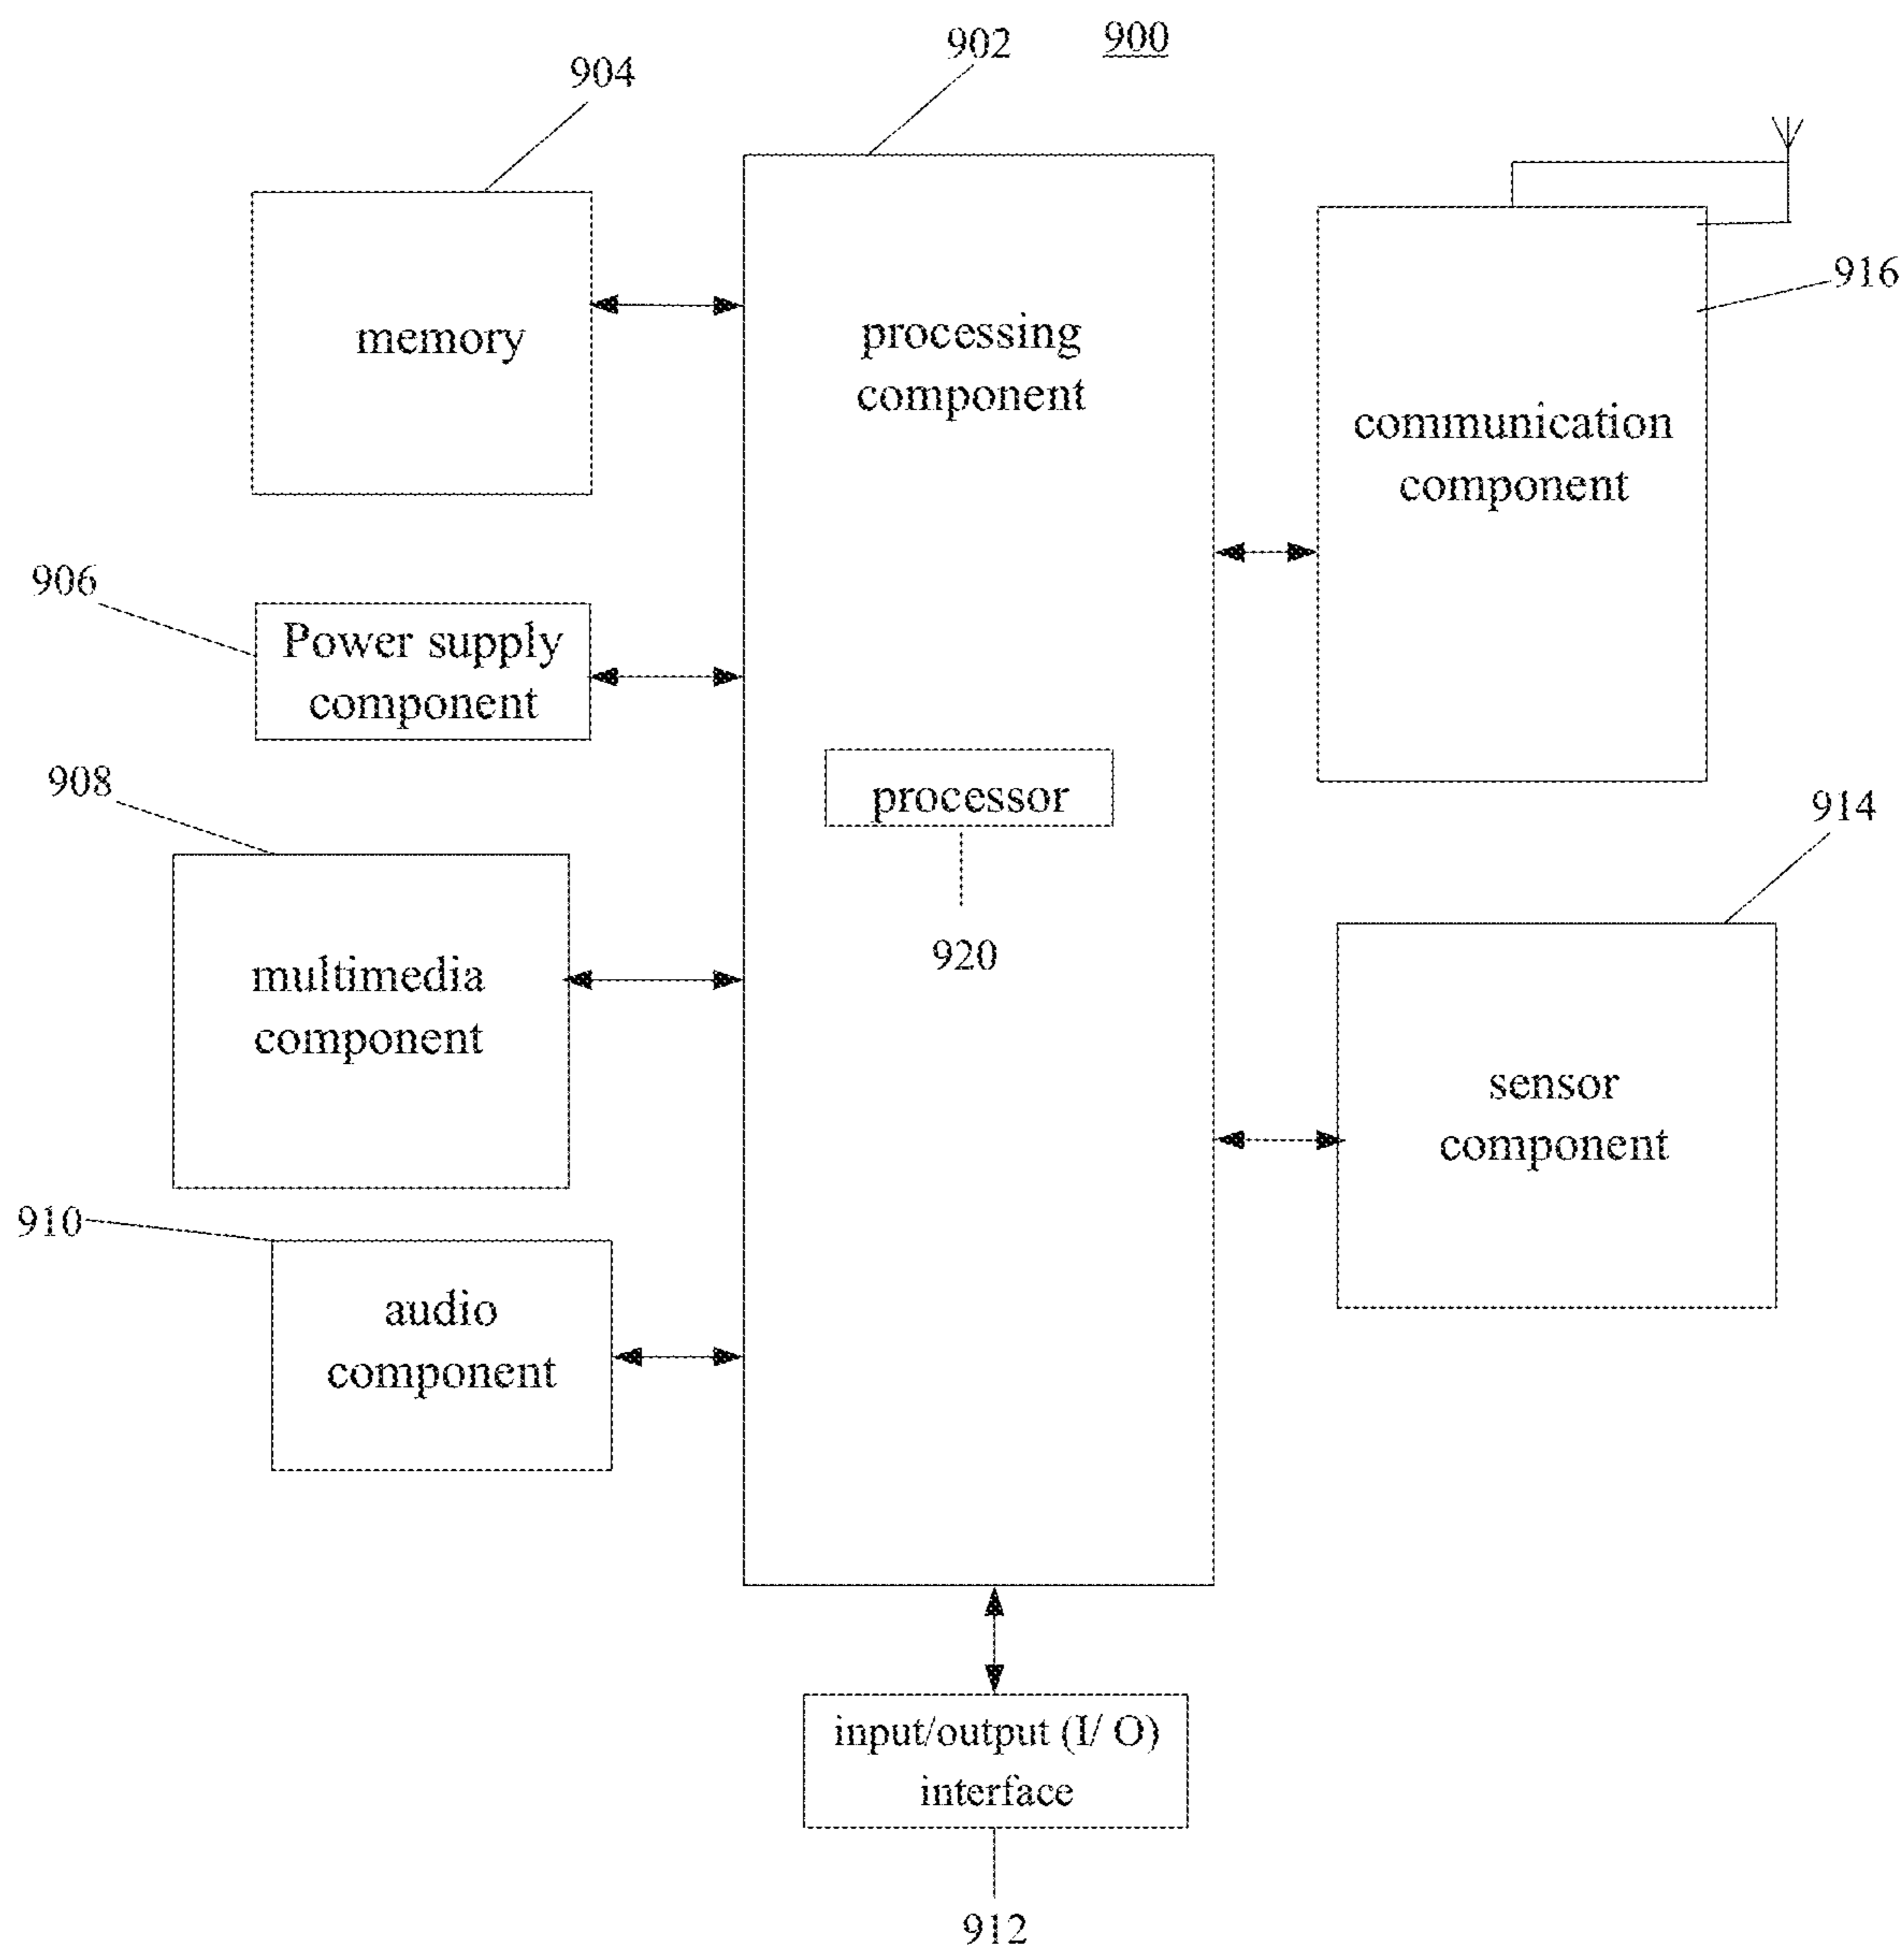 902
900
904
memory
processing
component
916
communication
component
906
Power supply
component
processor
908
914
920
multimedia
component
sensor
component
910
audio
component
input/output (I/ O)
interface
912